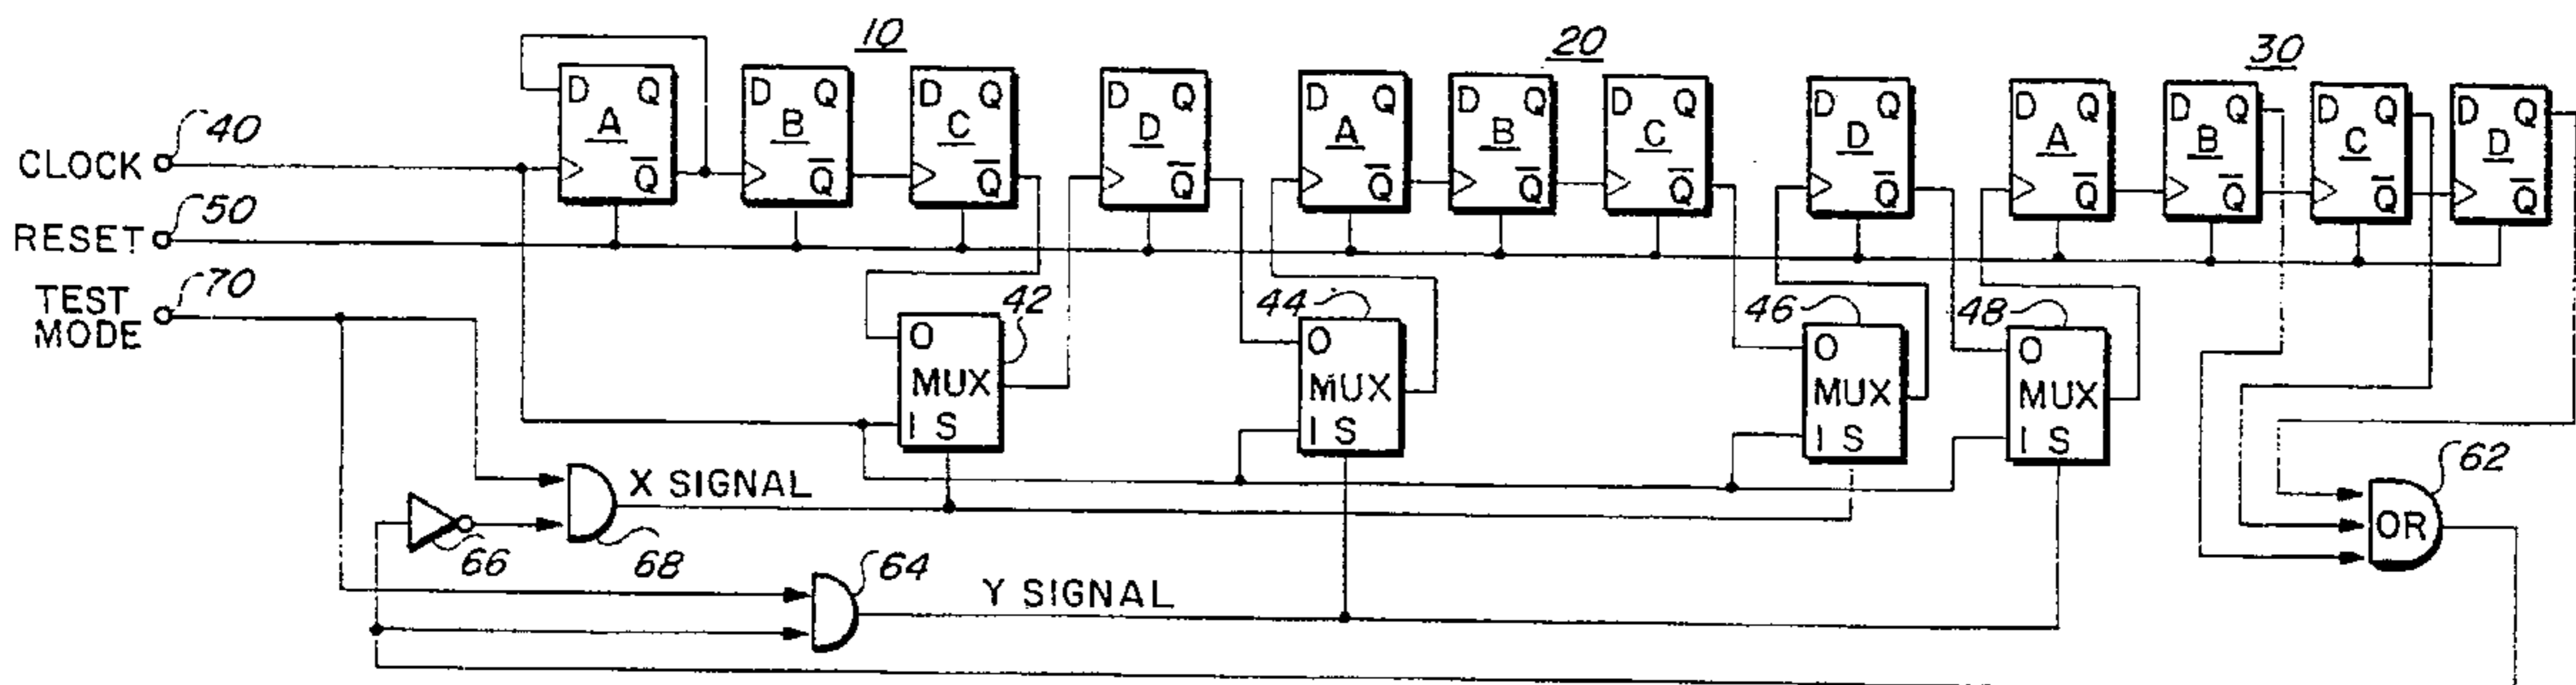 10
20
30
D Q
A
Q̅
D Q
B
Q̅
D Q
C
Q̅
D Q
D
Q̅
D Q
A
Q̅
D Q
B
Q̅
D Q
C
Q̅
D Q
D
Q̅
D Q
A
Q̅
D Q
B
Q̅
D Q
C
Q̅
D Q
D
Q̅
CLOCK
40
RESET
50
TEST
MODE
70
42
O
MUX
I S
44
O
MUX
I S
46
O
MUX
I S
48
O
MUX
I S
X SIGNAL
66
68
Y SIGNAL
64
OR
62